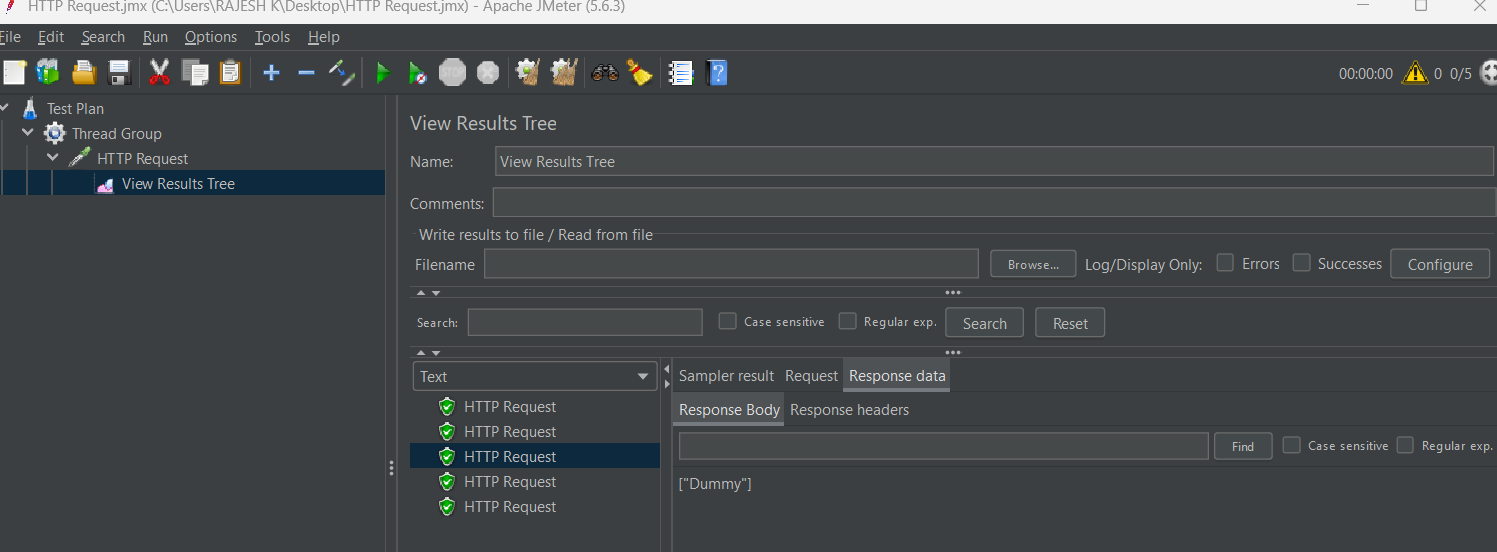 HTTP Request.jmx (C:\Users\RAJESH K\Desktop\HTTP Request.jmx) - Apache JMeter (5.6.3)
File Edit Search Run Options Tools Help
STOP 00:00:00 0 0/5
Test Plan
Thread Group
HTTP Request
View Results Tree
View Results Tree
Name: View Results Tree
Comments:
Write results to file / Read from file
Filename Browse... Log/Display Only: Errors Successes Configure
Search: Case sensitive Regular exp. Search Reset
Text
HTTP Request
HTTP Request
HTTP Request
HTTP Request
HTTP Request
Sampler result Request Response data
Response Body Response headers
Find Case sensitive Regular exp.
["Dummy"]